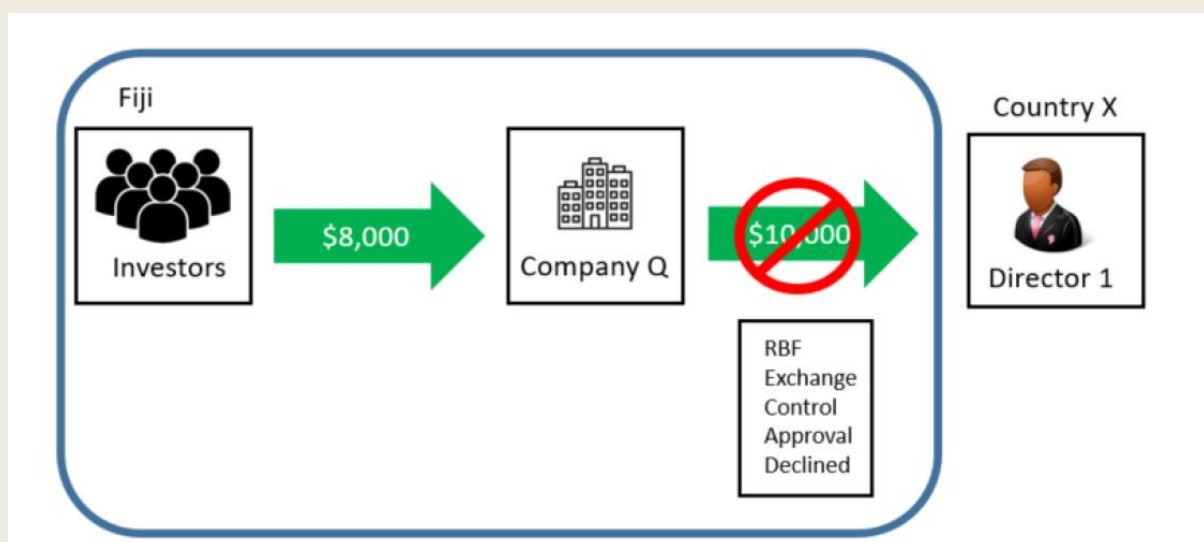 Fiji
Investors
$8,000
Company Q
$10,000
RBF
Exchange
Control
Approval
Declined
Country X
Director 1